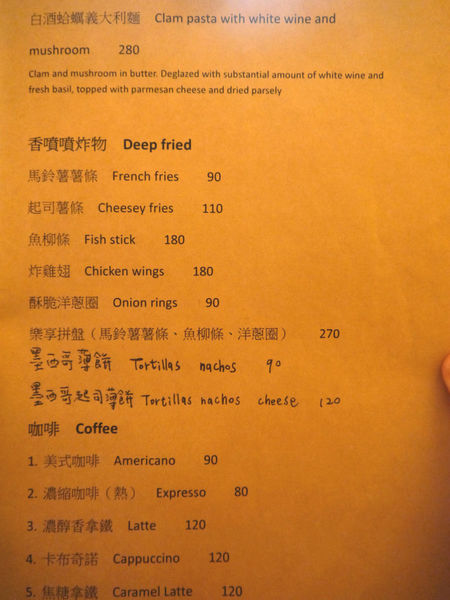 白酒蛤蠣義大利麵 Clam pasta with white wine and
mushroom 280
Clam and mushroom in butter. Deglazed with substantial amount of white wine and
fresh basil, topped with parmesan cheese and dried parsely
香噴噴炸物 Deep fried
馬鈴薯薯條 French fries 90
起司薯條 Cheesey fries 110
魚柳條 Fish stick 180
炸雞翅 Chicken wings 180
酥脆洋蔥圈 Onion rings 90
樂享拼盤（馬鈴薯薯條、魚柳條、洋蔥圈） 270
墨西哥薄餅 Tortillas nachos 90
墨西哥起司薄餅 Tortillas nachos cheese 120
咖啡 Coffee
1. 美式咖啡 Americano 90
2. 濃縮咖啡（熱） Expresso 80
3. 濃醇香拿鐵 Latte 120
4. 卡布奇諾 Cappuccino 120
5. 焦糖拿鐵 Caramel Latte 120